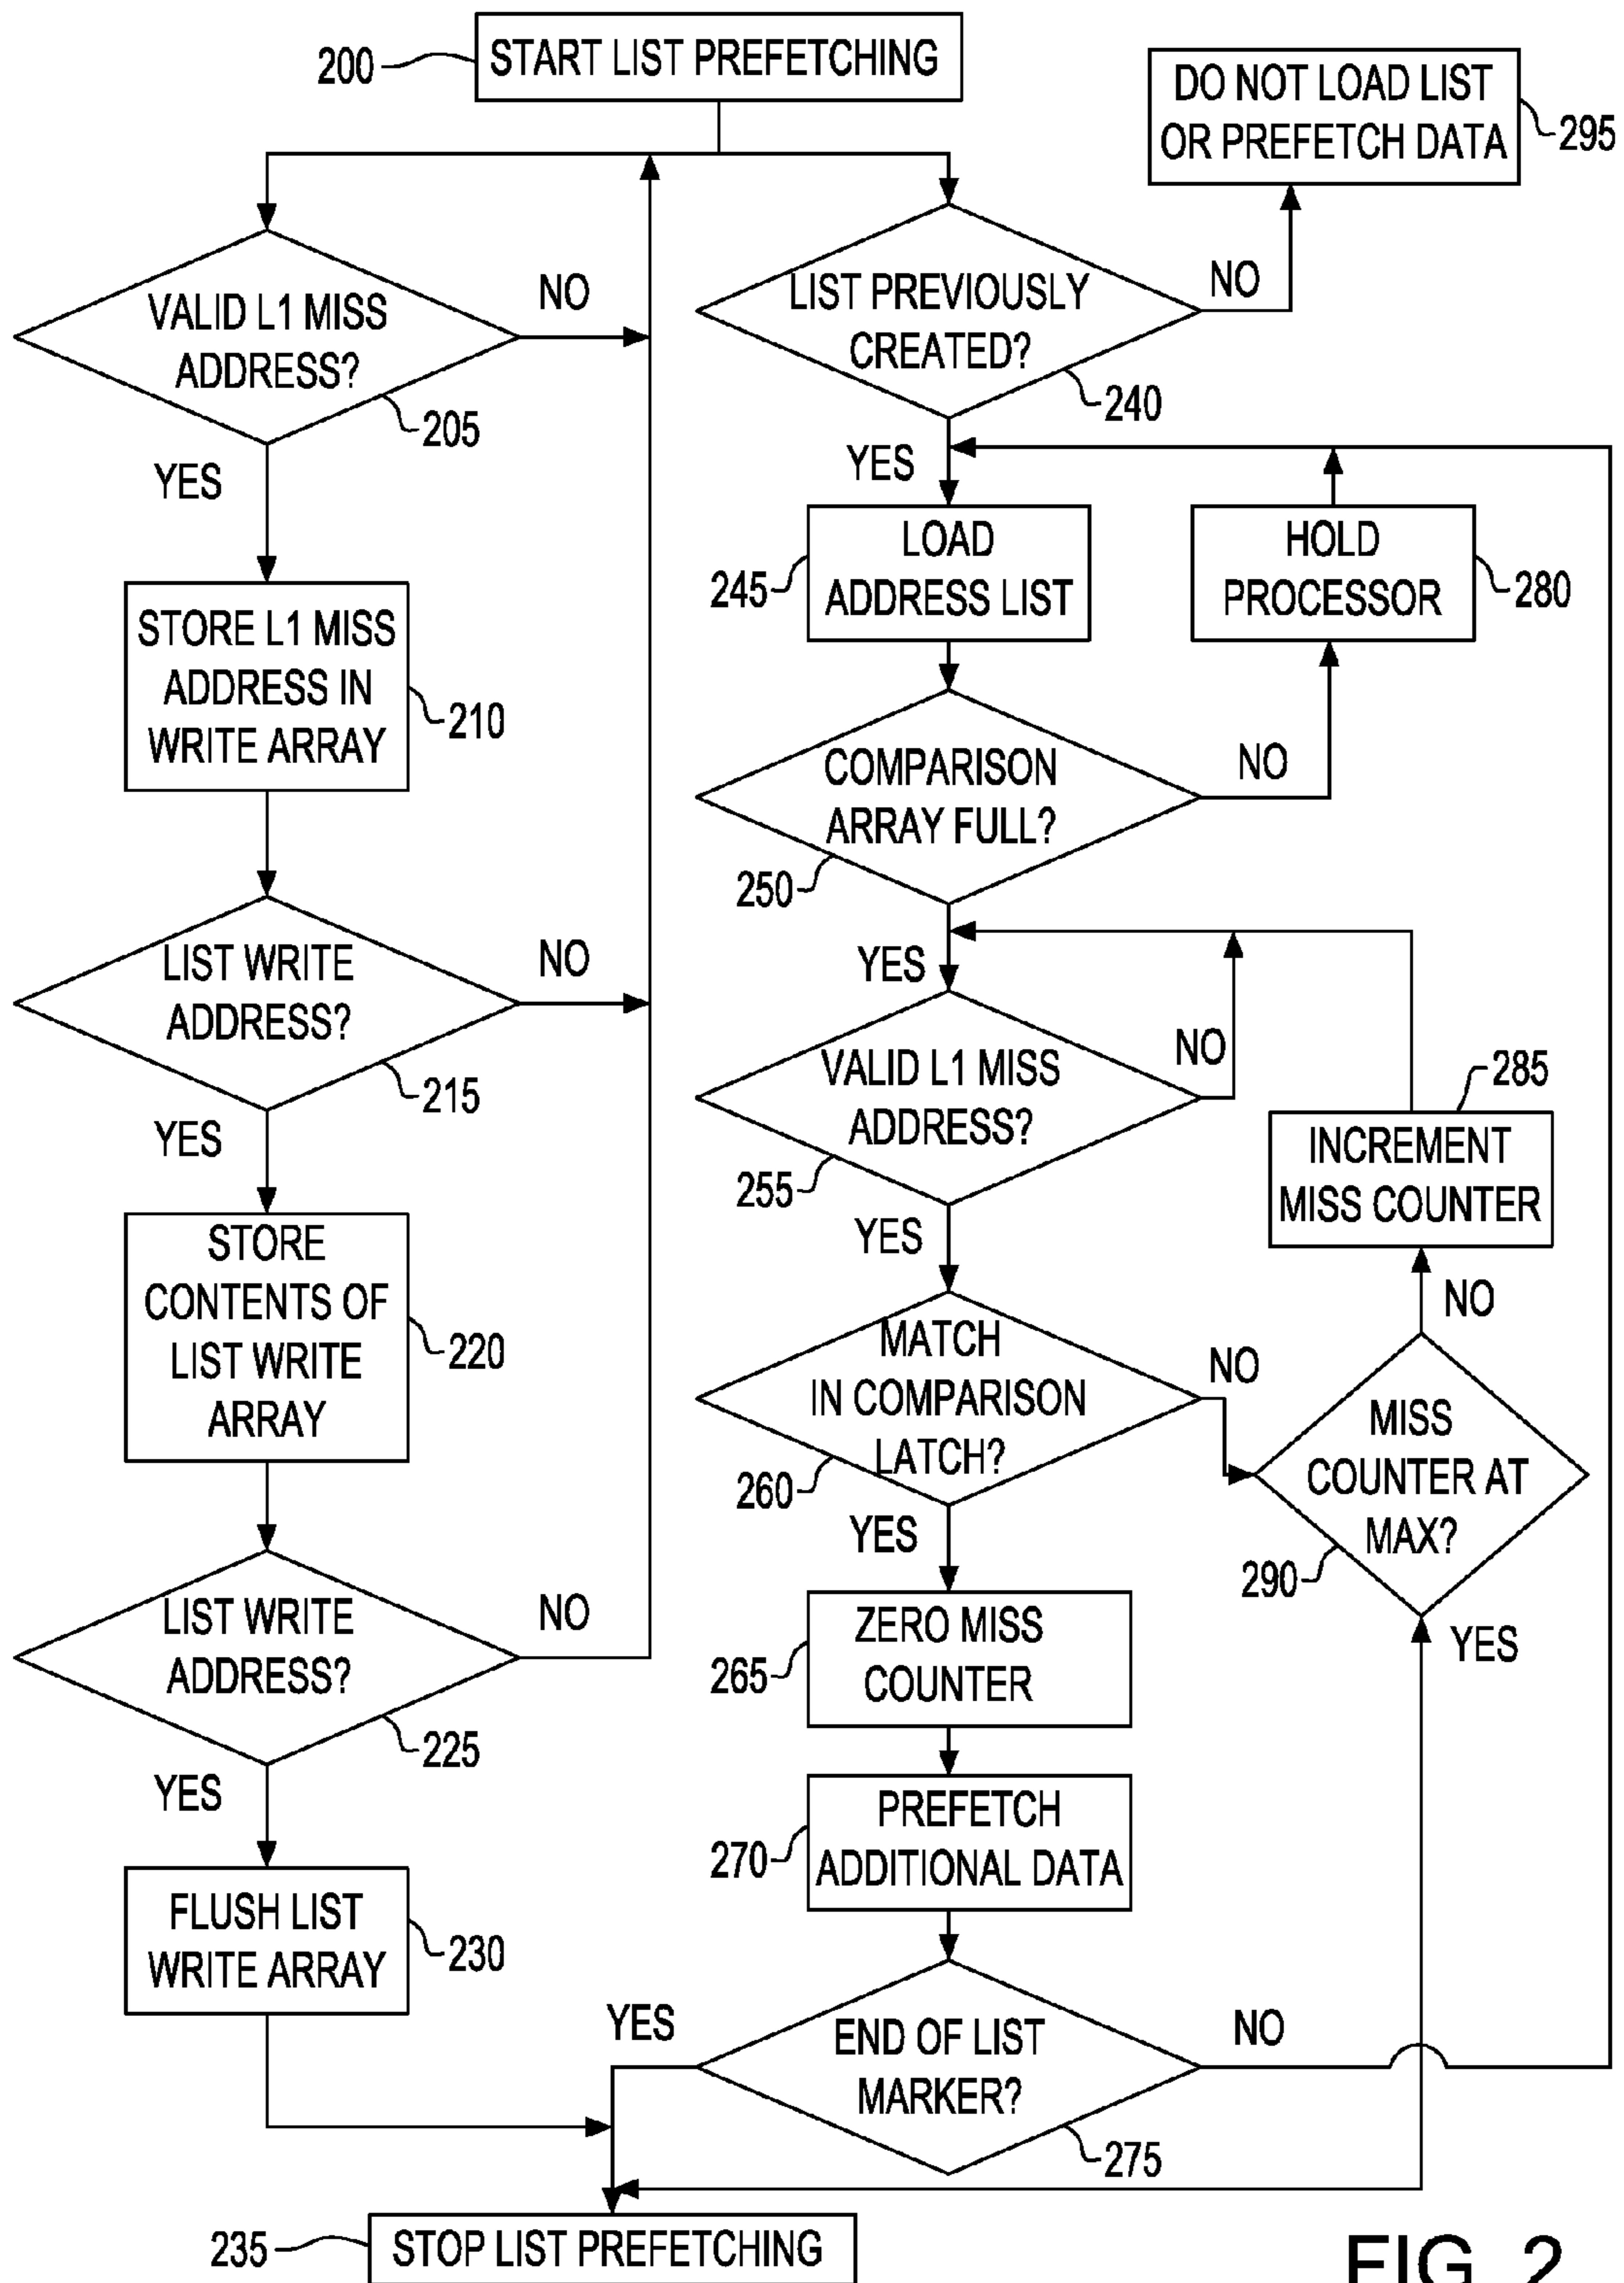 200
START LIST PREFETCHING
DO NOT LOAD LIST
OR PREFETCH DATA
295
VALID L1 MISS
ADDRESS?
NO
205
YES
LIST PREVIOUSLY
CREATED?
NO
240
YES
STORE L1 MISS
ADDRESS IN
WRITE ARRAY
210
LOAD
ADDRESS LIST
245
HOLD
PROCESSOR
280
COMPARISON
ARRAY FULL?
NO
250
YES
LIST WRITE
ADDRESS?
NO
215
YES
VALID L1 MISS
ADDRESS?
NO
255
YES
285
INCREMENT
MISS COUNTER
NO
STORE
CONTENTS OF
LIST WRITE
ARRAY
220
MATCH
IN COMPARISON
LATCH?
NO
260
YES
MISS
COUNTER AT
MAX?
290
YES
LIST WRITE
ADDRESS?
NO
225
YES
ZERO MISS
COUNTER
265
PREFETCH
ADDITIONAL DATA
270
FLUSH LIST
WRITE ARRAY
230
YES
END OF LIST
MARKER?
NO
275
235
STOP LIST PREFETCHING
FIG. 2